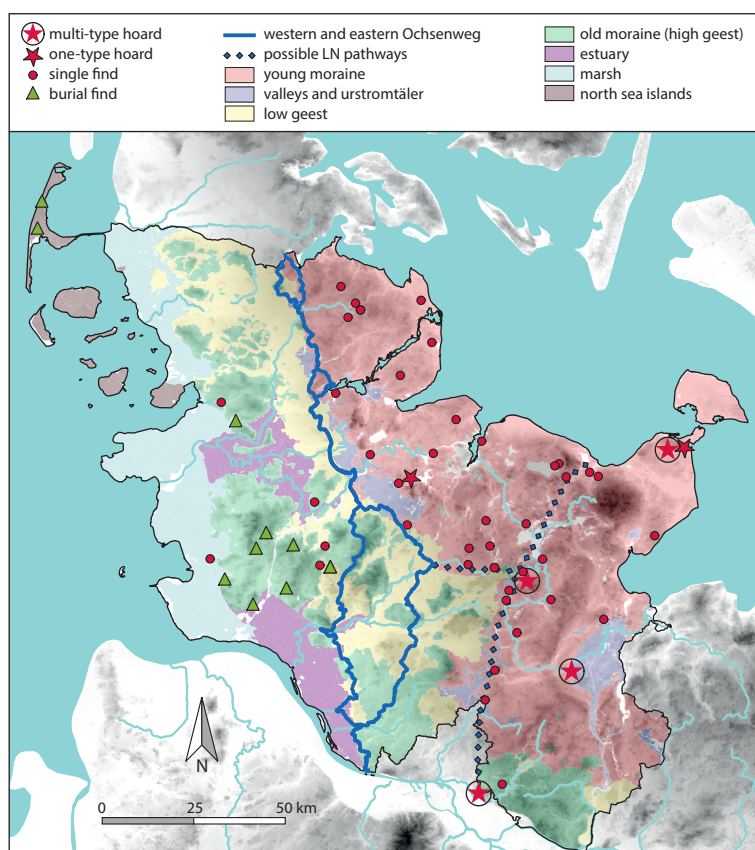 multi-type hoard
one-type hoard
single find
burial find
western and eastern Ochsenweg
possible LN pathways
young moraine
valleys and urstromtäler
low geest
old moraine (high geest)
estuary
marsh
north sea islands
N
0 25 50 km